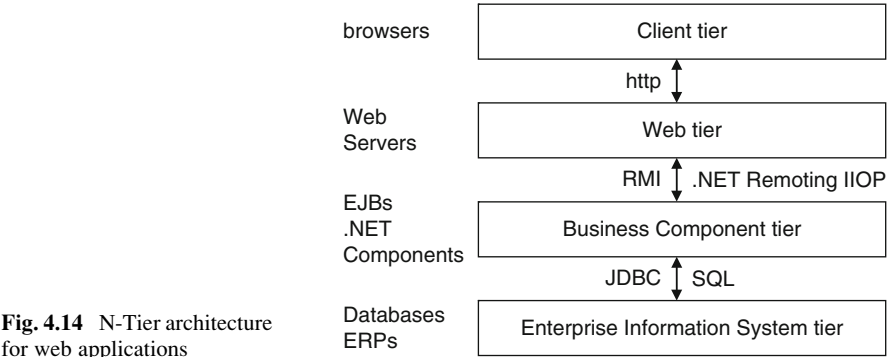 browsers
Client tier
http
Web
Servers
Web tier
RMI
.NET Remoting IIOP
EJBs
.NET
Components
Business Component tier
JDBC
SQL
Databases
ERPs
Enterprise Information System tier
Fig. 4.14 N-Tier architecture
for web applications